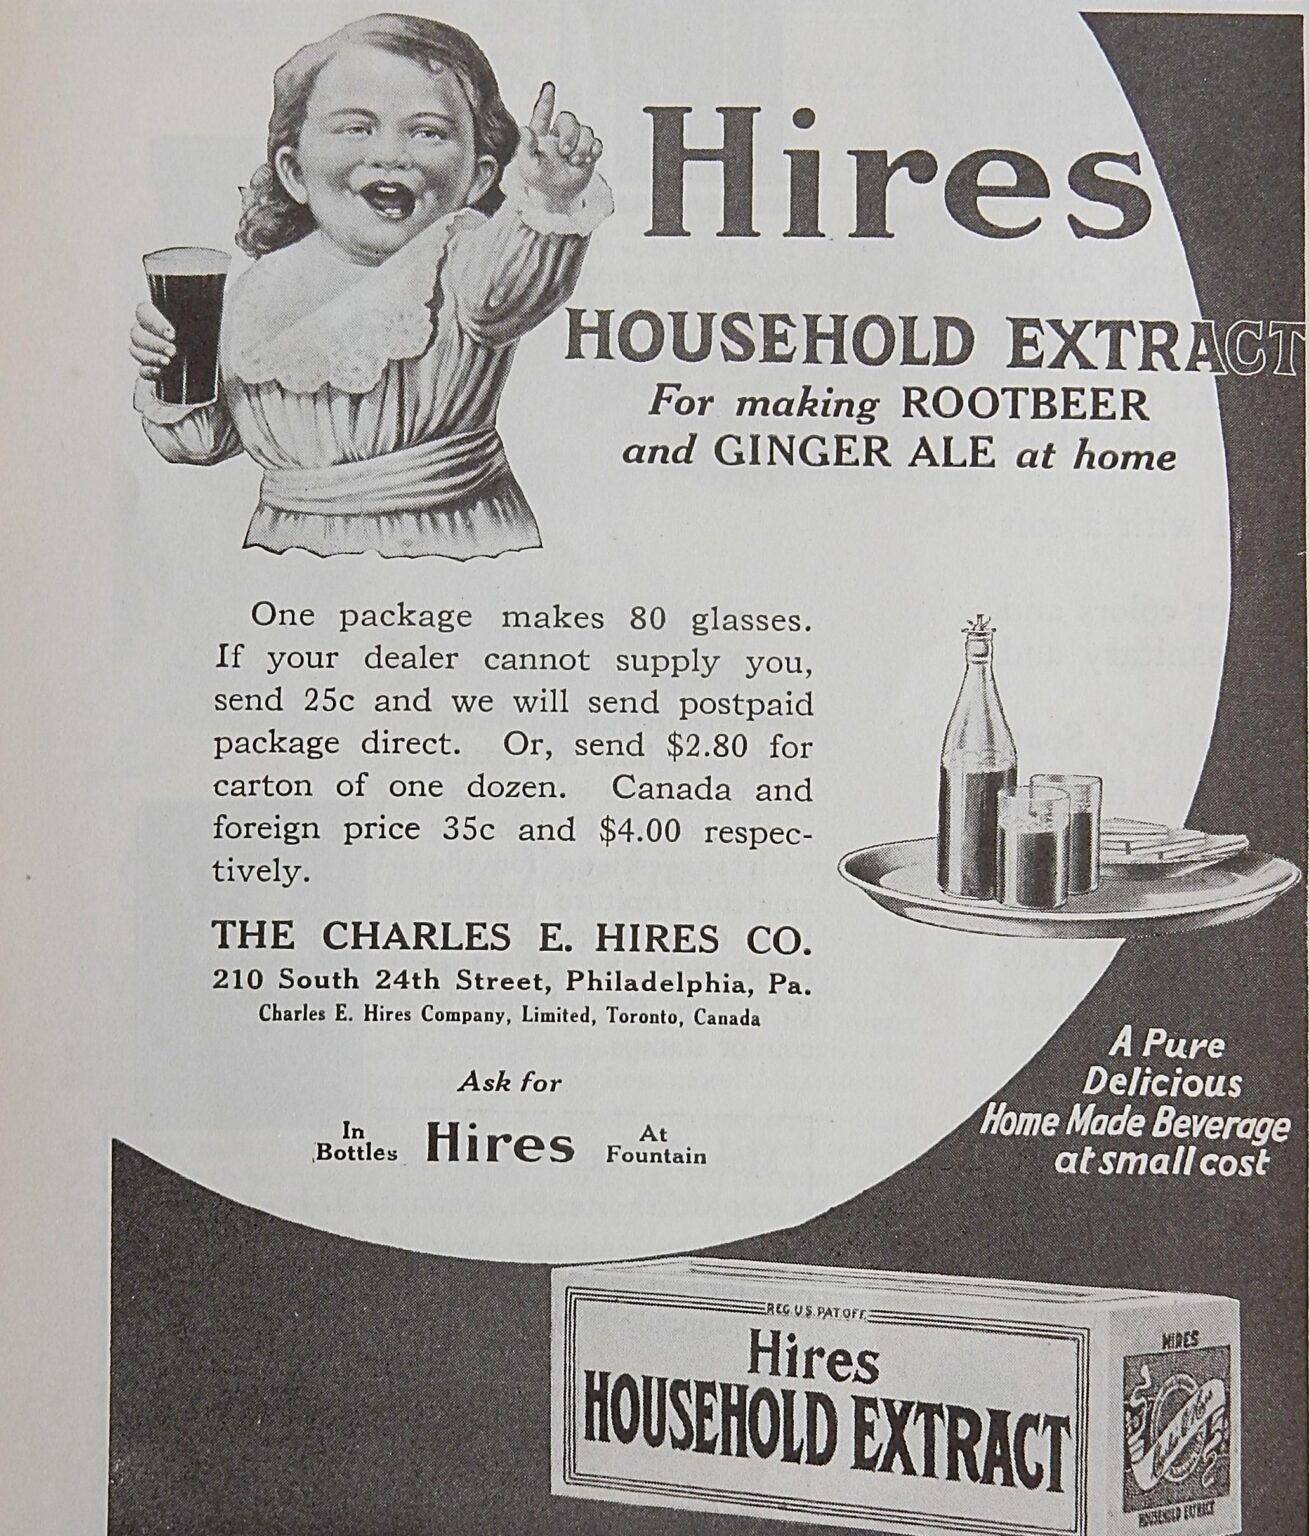 Hires
HOUSEHOLD EXTRACT
For making ROOTBEER
and GINGER ALE at home
One package makes 80 glasses.
If your dealer cannot supply you,
send 25c and we will send postpaid
package direct. Or, send $2.80 for
carton of one dozen. Canada and
foreign price 35c and $4.00 respec-
tively.
THE CHARLES E. HIRES CO.
210 South 24th Street, Philadelphia, Pa.
Charles E. Hires Company, Limited, Toronto, Canada
Ask for
In
Bottles
Hires
At
Fountain
A Pure
Delicious
Home Made Beverage
at small cost
REG. U.S. PAT OFF.
Hires
HOUSEHOLD EXTRACT
HIRES
HOUSEHOLD EXTRACT